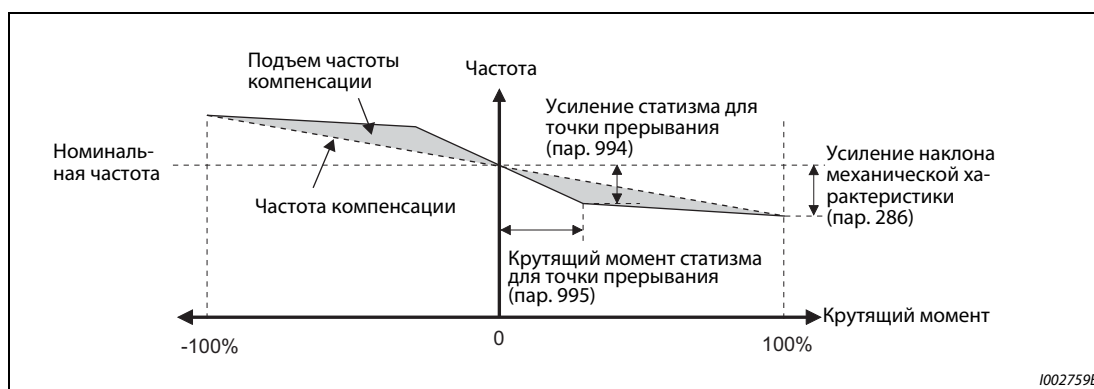 Подъем частоты
компенсации
Частота
Усиление статизма для
точки прерывания
(пар. 994)
Номиналь-
ная частота
Усиление наклона
механической ха-
рактеристики
(пар. 286)
Частота компенсации
Крутящий момент статизма
для точки прерывания
(пар. 995)
Крутящий момент
-100%
0
100%
I002759E